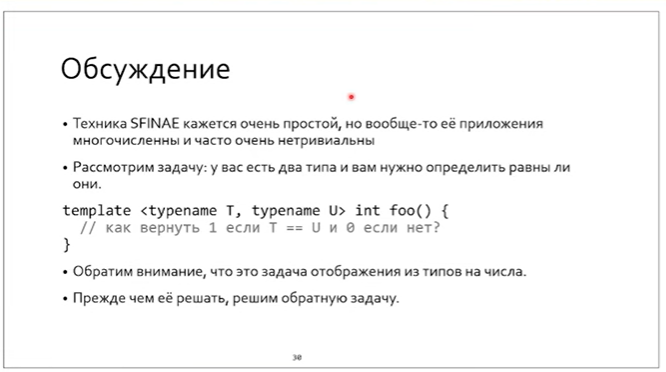 Обсуждение
• Техника SFINAE кажется очень простой, но вообще-то её приложения
многочисленны и часто очень нетривиальны
• Рассмотрим задачу: у вас есть два типа и вам нужно определить равны ли
они.
template <typename T, typename U> int foo() {
// как вернуть 1 если T == U и 0 если нет?
}
• Обратим внимание, что это задача отображения из типов на числа.
• Прежде чем её решать, решим обратную задачу.
30